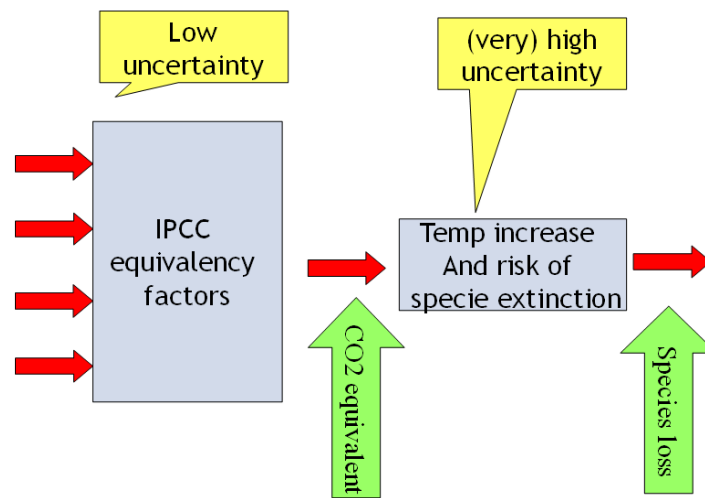 Low
uncertainty
(very) high
uncertainty
IPCC
equivalency
factors
Temp increase
And risk of
specie extinction
CO2 equivalent
Species loss